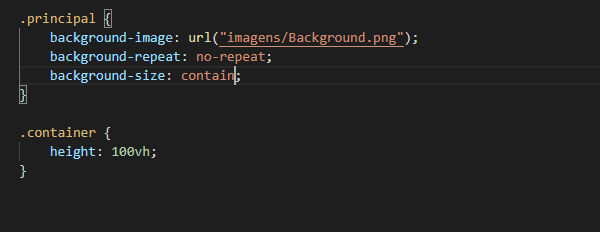 .principal {
    background-image: url("imagens/Background.png");
    background-repeat: no-repeat;
    background-size: contain;
}
.container {
    height: 100vh;
}